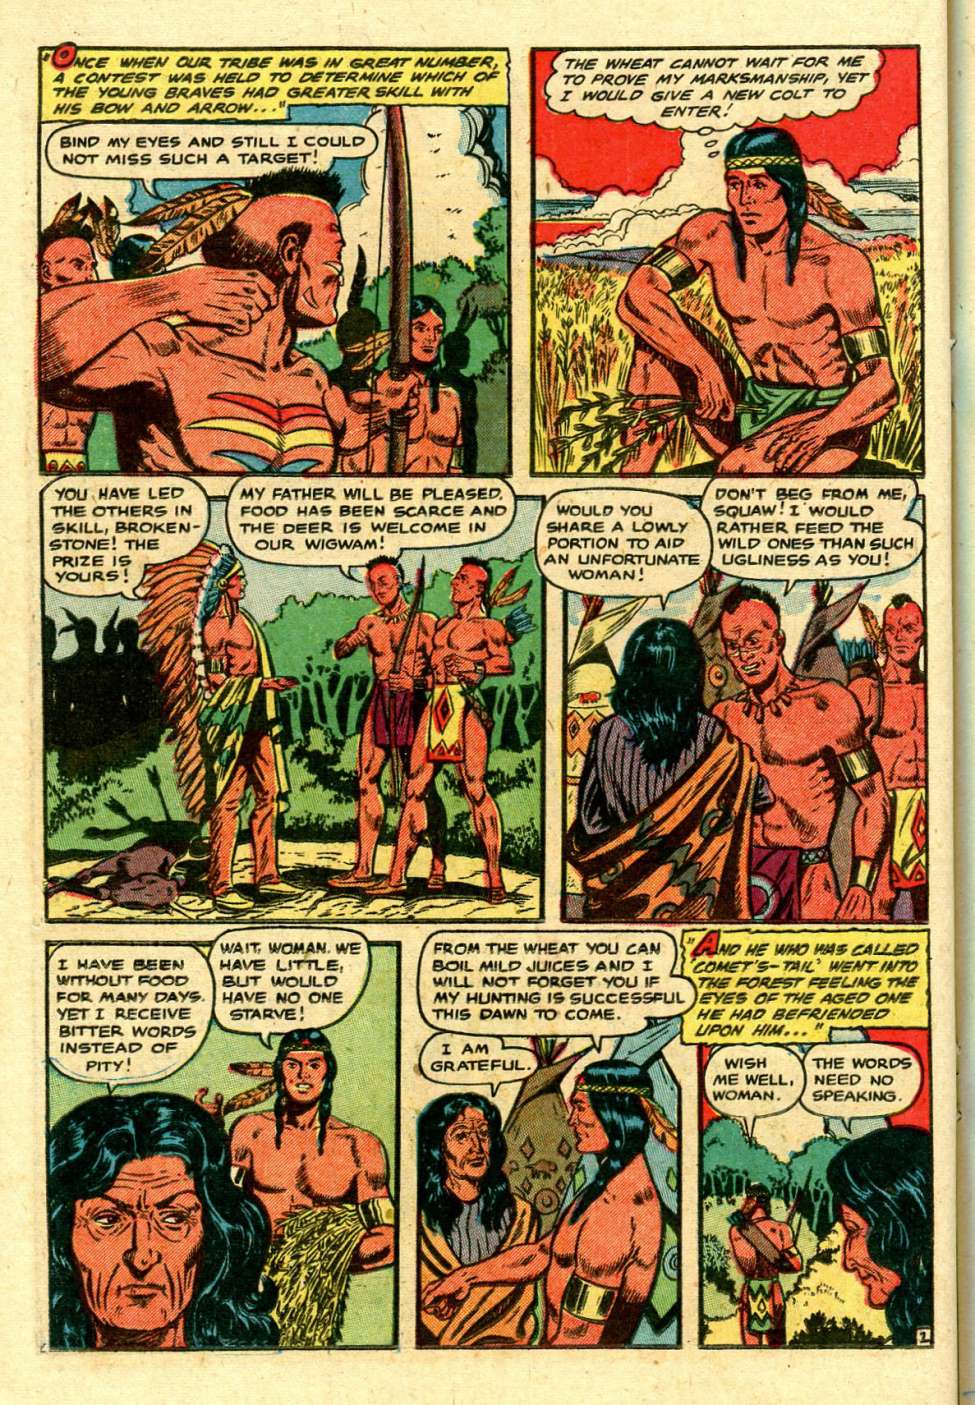 "ONCE WHEN OUR TRIBE WAS IN GREAT NUMBER,
A CONTEST WAS HELD TO DETERMINE WHICH OF
THE YOUNG BRAVES HAD GREATER SKILL WITH
HIS BOW AND ARROW..."
BIND MY EYES AND STILL I COULD
NOT MISS SUCH A TARGET!
THE WHEAT CANNOT WAIT FOR ME
TO PROVE MY MARKSMANSHIP, YET
I WOULD GIVE A NEW COLT TO
ENTER!
YOU HAVE LED
THE OTHERS IN
SKILL, BROKEN-
STONE! THE
PRIZE IS
YOURS!
MY FATHER WILL BE PLEASED.
FOOD HAS BEEN SCARCE AND
THE DEER IS WELCOME IN
OUR WIGWAM!
WOULD YOU
SHARE A LOWLY
PORTION TO AID
AN UNFORTUNATE
WOMAN!
DON'T BEG FROM ME,
SQUAW! I WOULD
RATHER FEED THE
WILD ONES THAN SUCH
UGLINESS AS YOU!
I HAVE BEEN
WITHOUT FOOD
FOR MANY DAYS.
YET I RECEIVE
BITTER WORDS
INSTEAD OF
PITY!
WAIT, WOMAN. WE
HAVE LITTLE,
BUT WOULD
HAVE NO ONE
STARVE!
FROM THE WHEAT YOU CAN
BOIL MILD JUICES AND I
WILL NOT FORGET YOU IF
MY HUNTING IS SUCCESSFUL
THIS DAWN TO COME.
I AM
GRATEFUL.
"AND HE WHO WAS CALLED
'COMET'S-TAIL' WENT INTO
THE FOREST FEELING THE
EYES OF THE AGED ONE
HE HAD BEFRIENDED
UPON HIM..."
WISH
ME WELL,
WOMAN.
THE WORDS
NEED NO
SPEAKING.
2